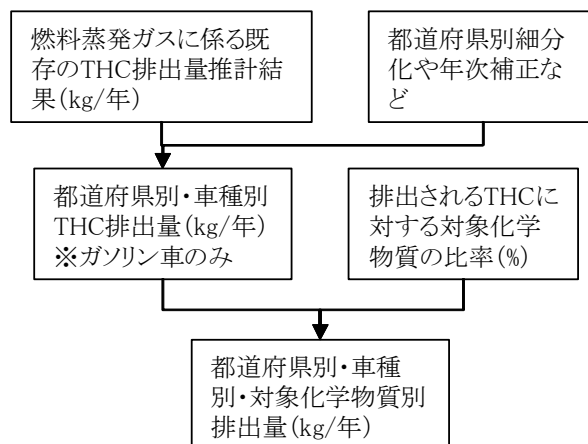 燃料蒸発ガスに係る既
存のTHC排出量推計結
果(kg/年)
都道府県別細分
化や年次補正な
ど
都道府県別・車種別
THC排出量(kg/年)
※ガソリン車のみ
排出されるTHCに
対する対象化学
物質の比率(%)
都道府県別・車種
別・対象化学物質別
排出量(kg/年)